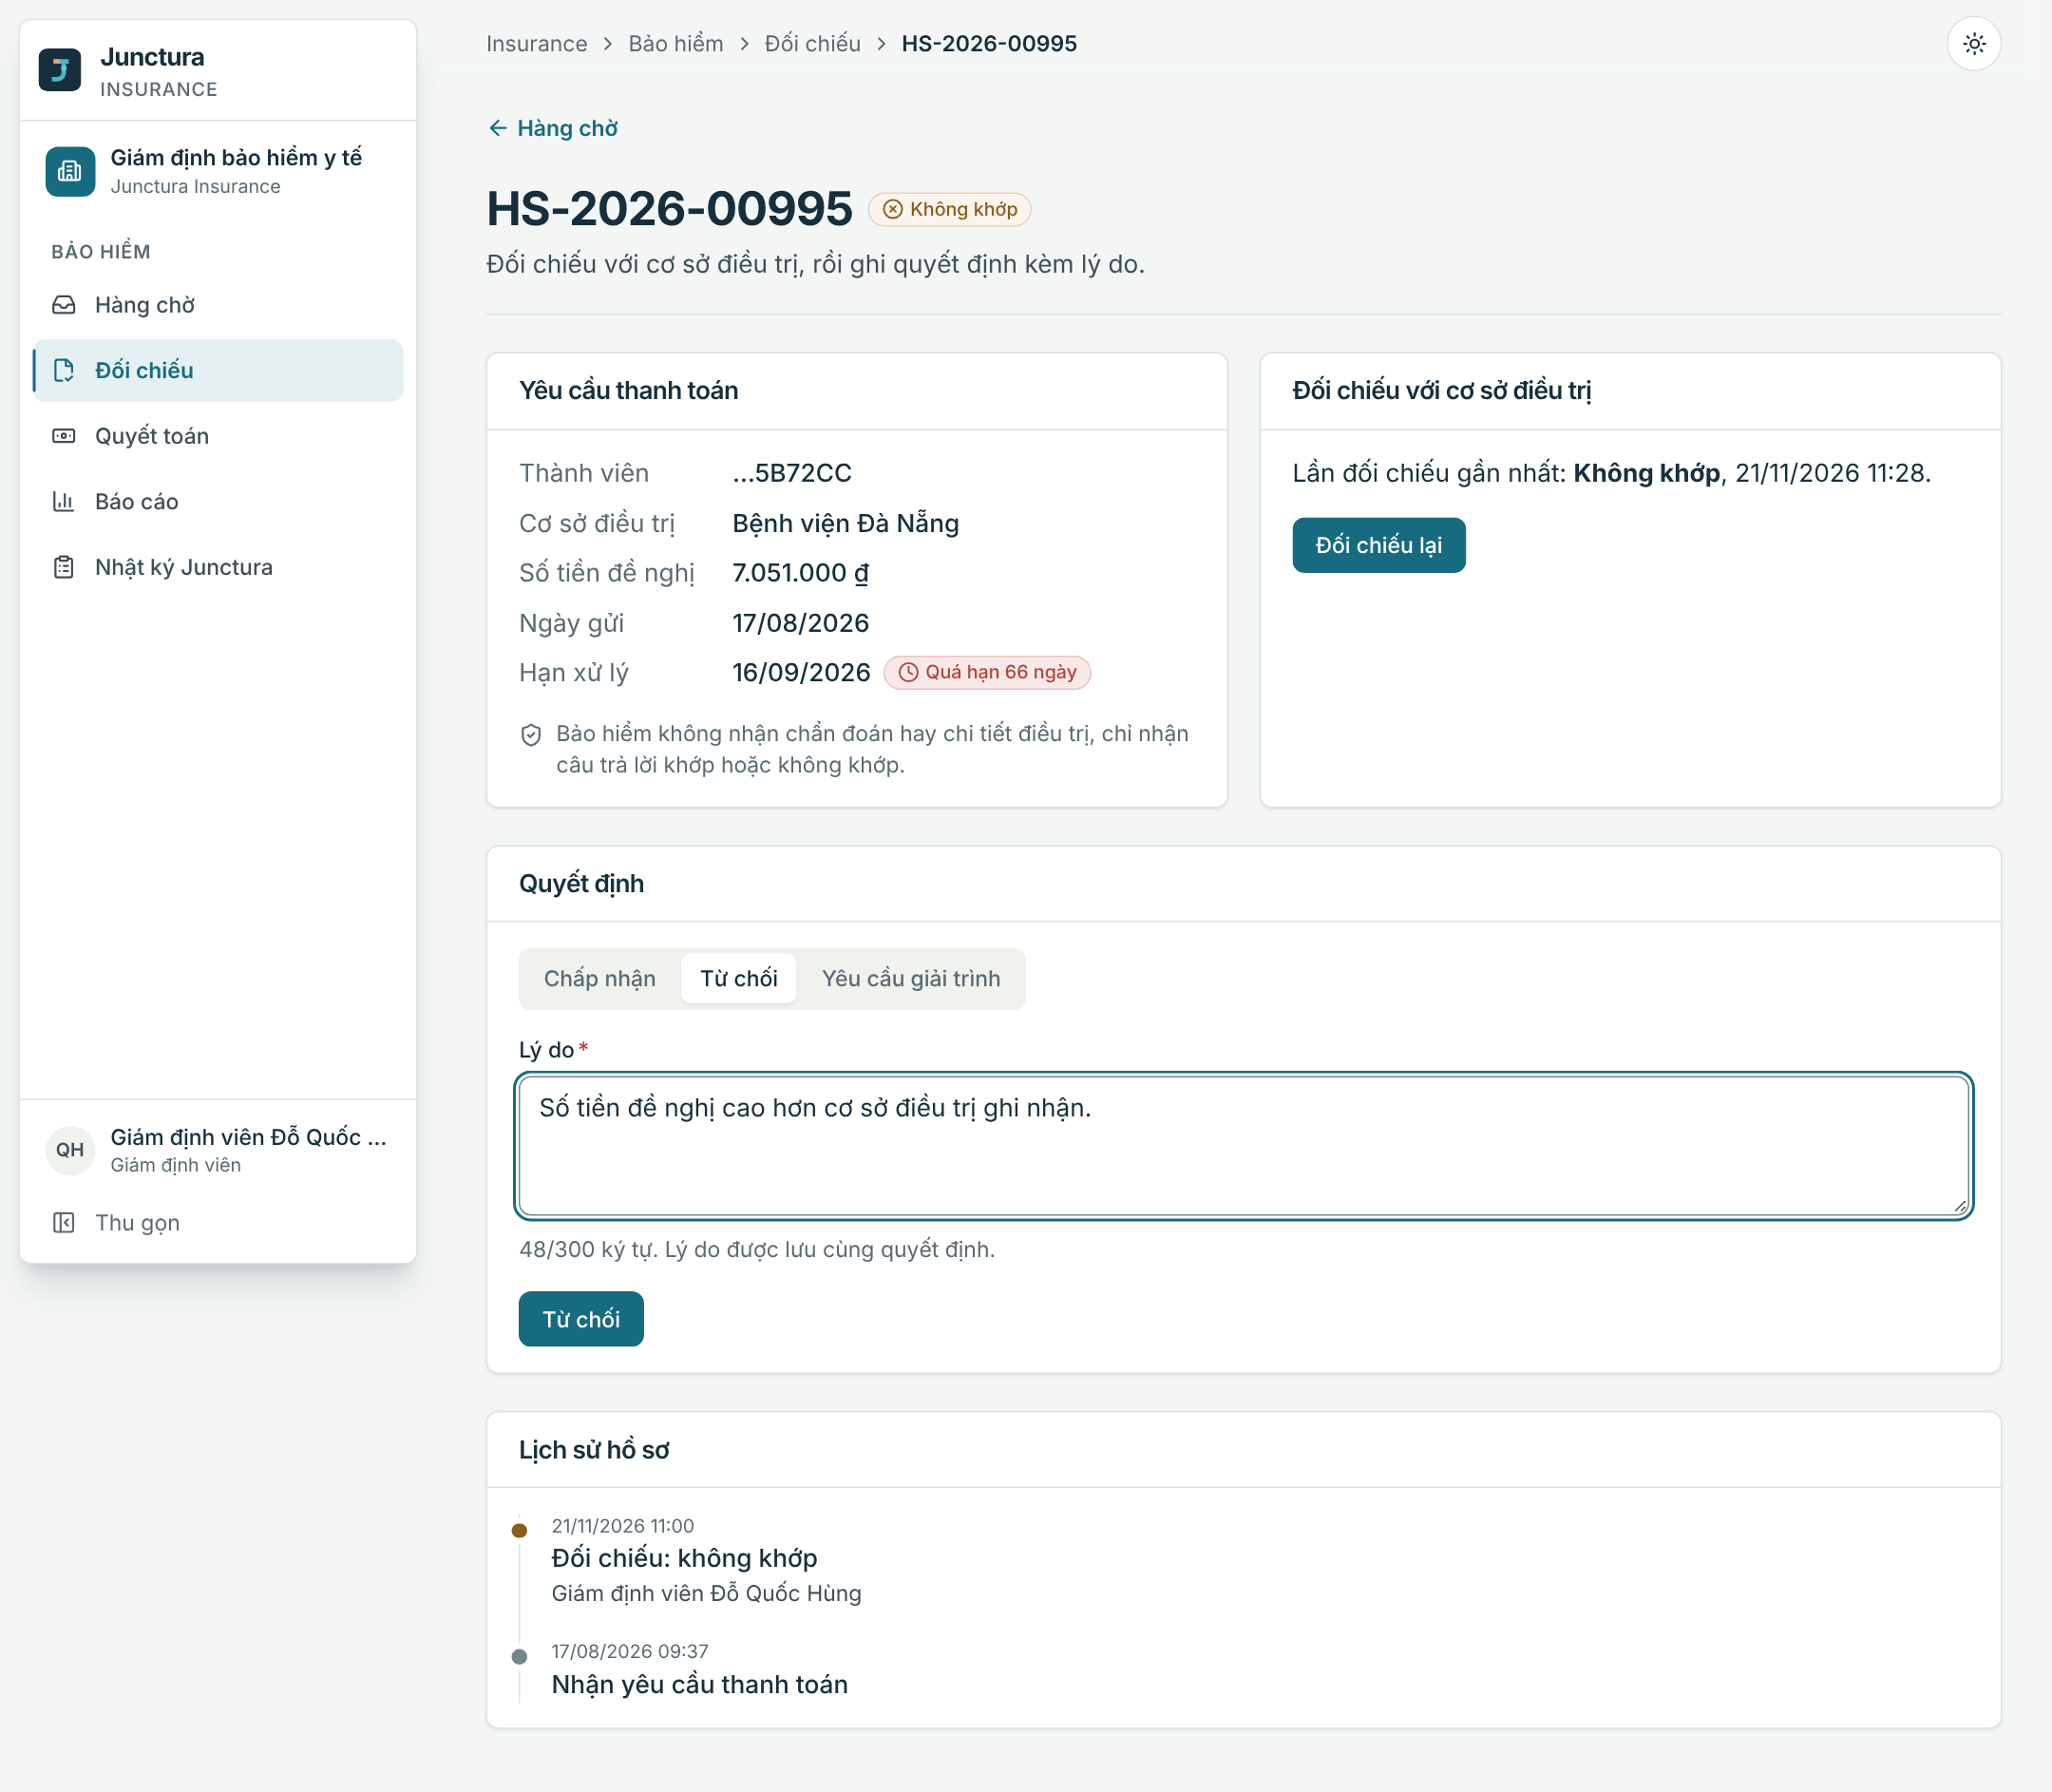 Junctura
INSURANCE
Giám định bảo hiểm y tế
Junctura Insurance
BẢO HIỂM
Hàng chờ
Đối chiếu
Quyết toán
Báo cáo
Nhật ký Junctura
QH
Giám định viên Đỗ Quốc ...
Giám định viên
Thu gọn
Insurance > Bảo hiểm > Đối chiếu > HS-2026-00995
← Hàng chờ
HS-2026-00995 Không khớp
Đối chiếu với cơ sở điều trị, rồi ghi quyết định kèm lý do.
Yêu cầu thanh toán
Thành viên ...5B72CC
Cơ sở điều trị Bệnh viện Đà Nẵng
Số tiền đề nghị 7.051.000 ₫
Ngày gửi 17/08/2026
Hạn xử lý 16/09/2026 Quá hạn 66 ngày
Bảo hiểm không nhận chẩn đoán hay chi tiết điều trị, chỉ nhận
câu trả lời khớp hoặc không khớp.
Đối chiếu với cơ sở điều trị
Lần đối chiếu gần nhất: Không khớp, 21/11/2026 11:28.
Đối chiếu lại
Quyết định
Chấp nhận Từ chối Yêu cầu giải trình
Lý do *
Số tiền đề nghị cao hơn cơ sở điều trị ghi nhận.
48/300 ký tự. Lý do được lưu cùng quyết định.
Từ chối
Lịch sử hồ sơ
21/11/2026 11:00
Đối chiếu: không khớp
Giám định viên Đỗ Quốc Hùng
17/08/2026 09:37
Nhận yêu cầu thanh toán